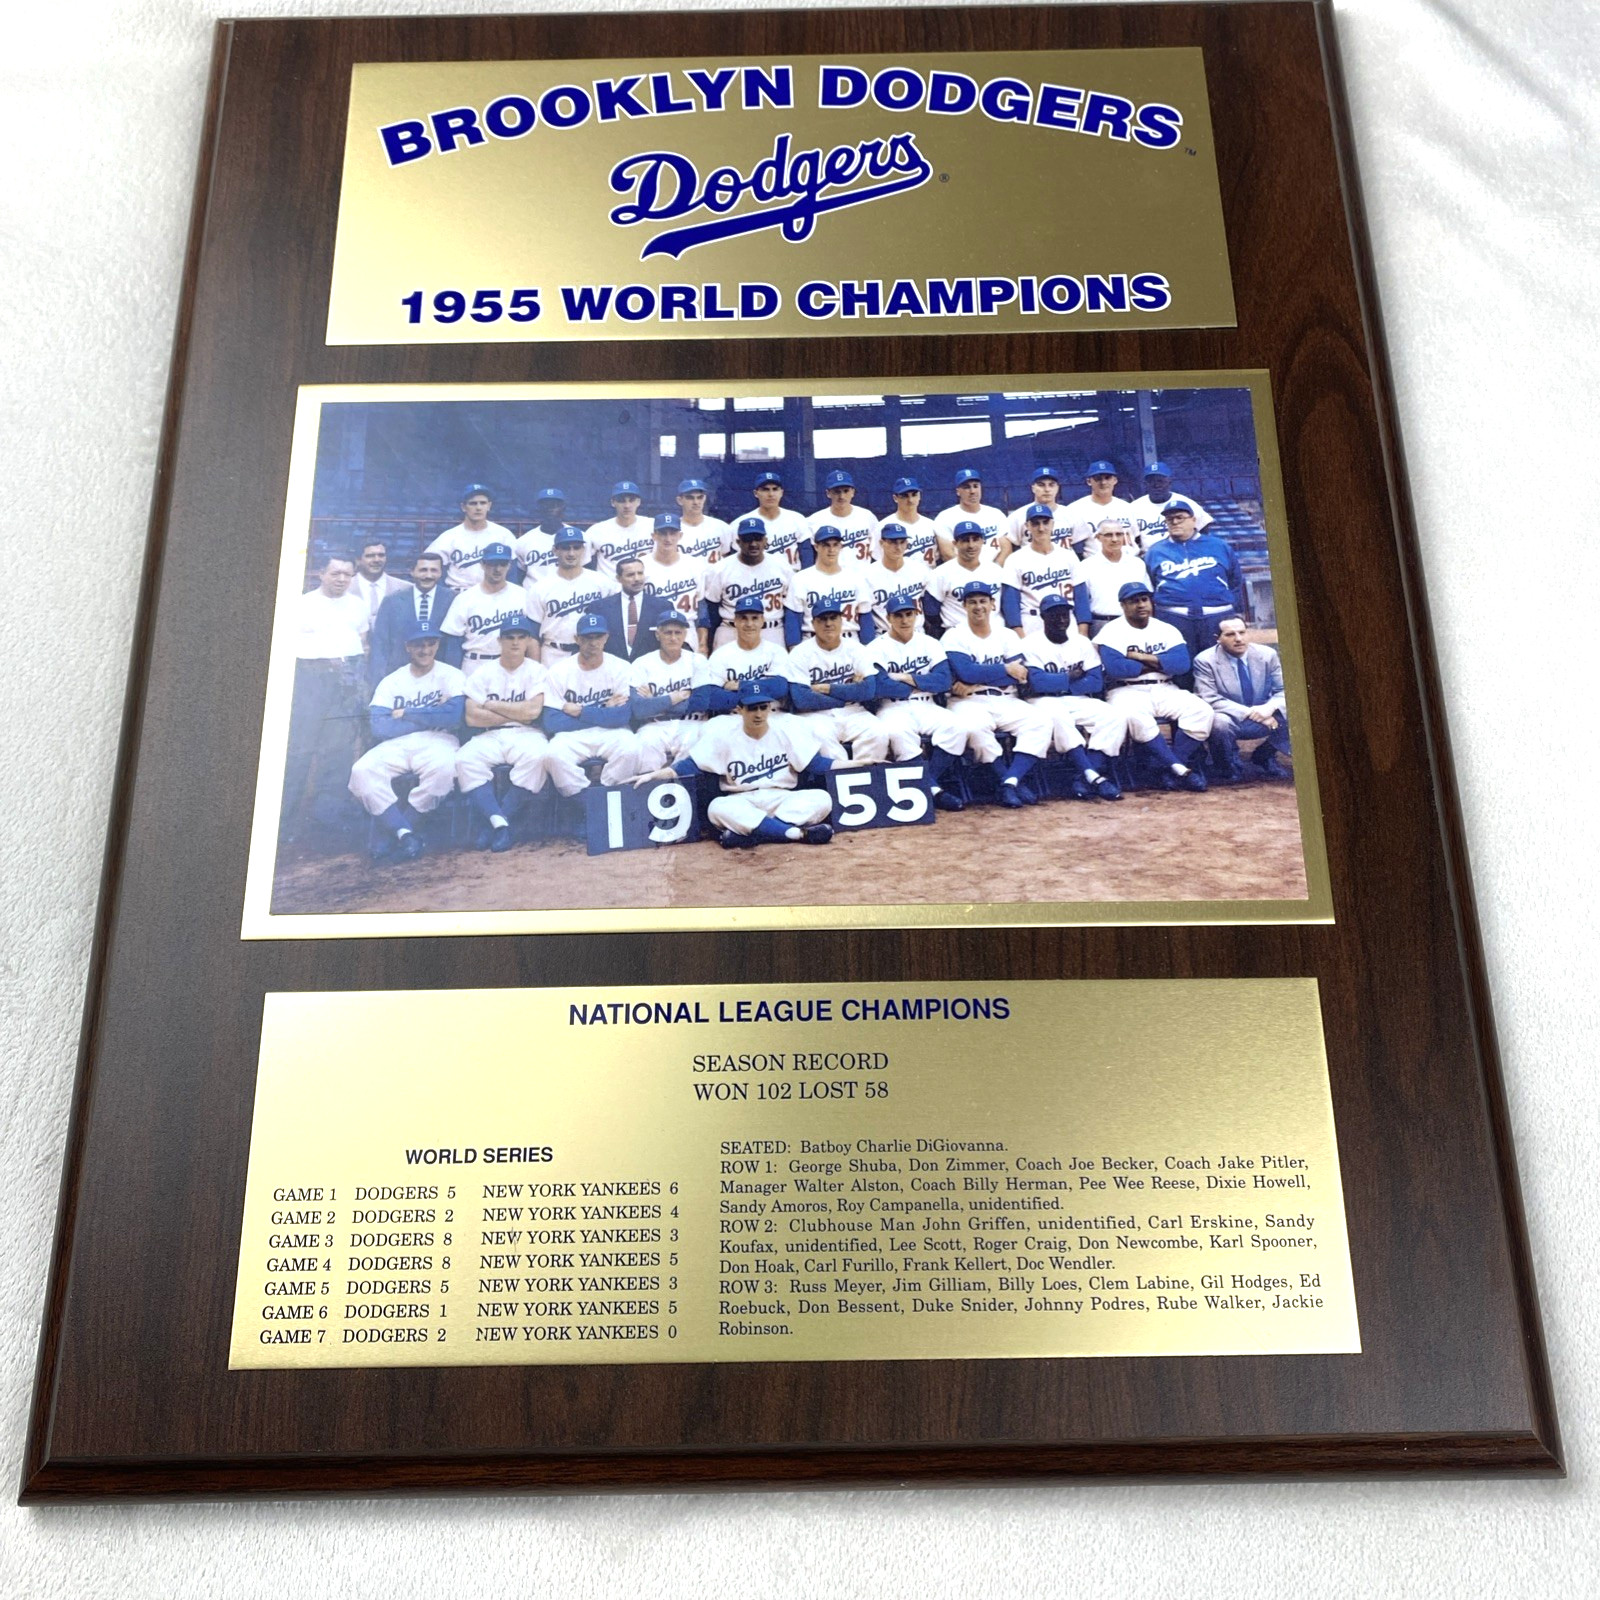 BROOKLYN DODGERS™
Dodgers®
1955 WORLD CHAMPIONS
19 55
NATIONAL LEAGUE CHAMPIONS
SEASON RECORD
WON 102 LOST 58
WORLD SERIES
GAME 1 DODGERS 5 NEW YORK YANKEES 6
GAME 2 DODGERS 2 NEW YORK YANKEES 4
GAME 3 DODGERS 8 NEW YORK YANKEES 3
GAME 4 DODGERS 8 NEW YORK YANKEES 5
GAME 5 DODGERS 5 NEW YORK YANKEES 3
GAME 6 DODGERS 1 NEW YORK YANKEES 5
GAME 7 DODGERS 2 NEW YORK YANKEES 0
SEATED: Batboy Charlie DiGiovanna.
ROW 1: George Shuba, Don Zimmer, Coach Joe Becker, Coach Jake Pitler,
Manager Walter Alston, Coach Billy Herman, Pee Wee Reese, Dixie Howell,
Sandy Amoros, Roy Campanella, unidentified.
ROW 2: Clubhouse Man John Griffen, unidentified, Carl Erskine, Sandy
Koufax, unidentified, Lee Scott, Roger Craig, Don Newcombe, Karl Spooner,
Don Hoak, Carl Furillo, Frank Kellert, Doc Wendler.
ROW 3: Russ Meyer, Jim Gilliam, Billy Loes, Clem Labine, Gil Hodges, Ed
Roebuck, Don Bessent, Duke Snider, Johnny Podres, Rube Walker, Jackie
Robinson.